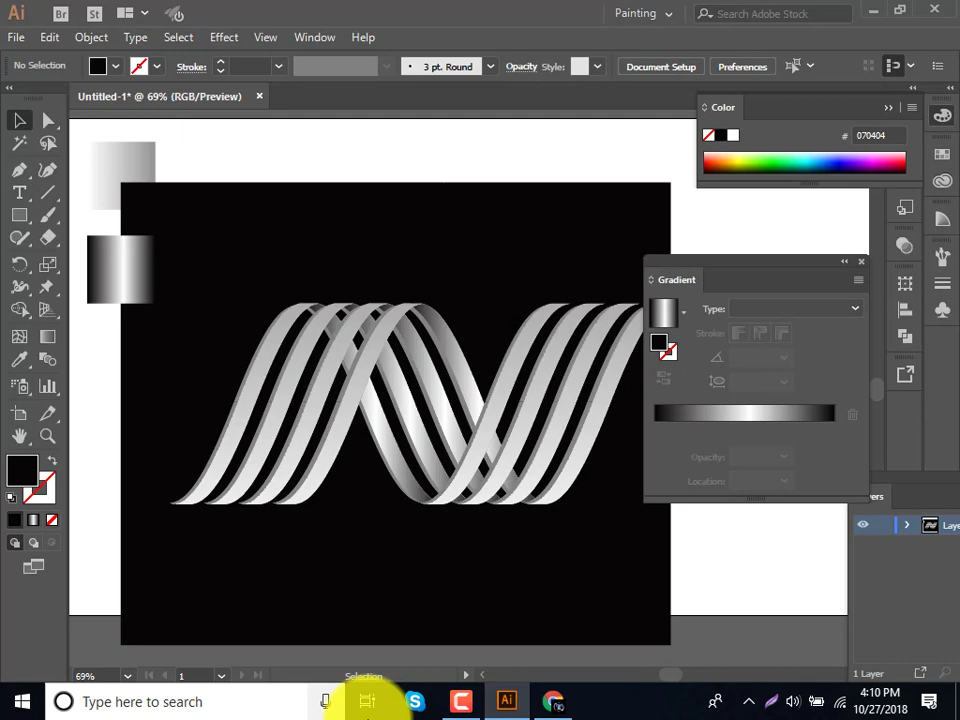 Ai Br St Painting Search Adobe Stock
File Edit Object Type Select Effect View Window Help
No Selection Stroke: 3 pt. Round Opacity Style: Document Setup Preferences
Untitled-1* @ 69% (RGB/Preview) ×
Color
# 070404
Gradient
Type:
Stroke:
Opacity:
Location:
Layer
69% 1 Selection
1 Layer
Type here to search
Ai
4:10 PM
10/27/2018